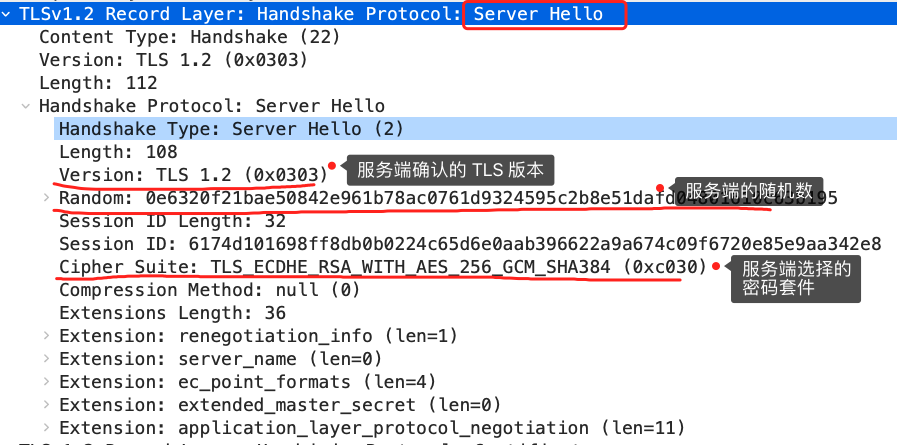 TLSv1.2 Record Layer: Handshake Protocol: Server Hello
Content Type: Handshake (22)
Version: TLS 1.2 (0x0303)
Length: 112
Handshake Protocol: Server Hello
Handshake Type: Server Hello (2)
Length: 108
Version: TLS 1.2 (0x0303)
服务端确认的 TLS 版本
Random: 0e6320f21bae50842e961b78ac0761d9324595c2b8e51dafd
服务端的随机数
Session ID Length: 32
Session ID: 6174d101698ff8db0b0224c65d6e0aab396622a9a674c09f6720e85e9aa342e8
Cipher Suite: TLS_ECDHE_RSA_WITH_AES_256_GCM_SHA384 (0xc030)
服务端选择的
密码套件
Compression Method: null (0)
Extensions Length: 36
Extension: renegotiation_info (len=1)
Extension: server_name (len=0)
Extension: ec_point_formats (len=4)
Extension: extended_master_secret (len=0)
Extension: application_layer_protocol_negotiation (len=11)